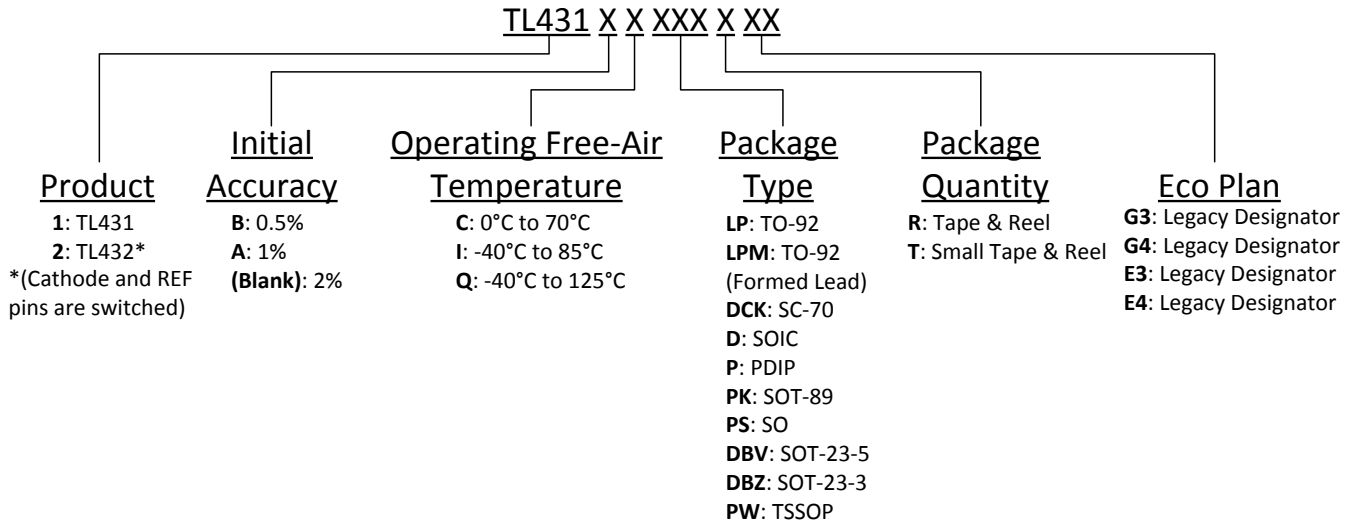 TL431 X X XXX X XX
Product
1: TL431
2: TL432*
*(Cathode and REF
pins are switched)
Initial
Accuracy
B: 0.5%
A: 1%
(Blank): 2%
Operating Free-Air
Temperature
C: 0°C to 70°C
I: -40°C to 85°C
Q: -40°C to 125°C
Package
Type
LP: TO-92
LPM: TO-92
(Formed Lead)
DCK: SC-70
D: SOIC
P: PDIP
PK: SOT-89
PS: SO
DBV: SOT-23-5
DBZ: SOT-23-3
PW: TSSOP
Package
Quantity
R: Tape & Reel
T: Small Tape & Reel
Eco Plan
G3: Legacy Designator
G4: Legacy Designator
E3: Legacy Designator
E4: Legacy Designator